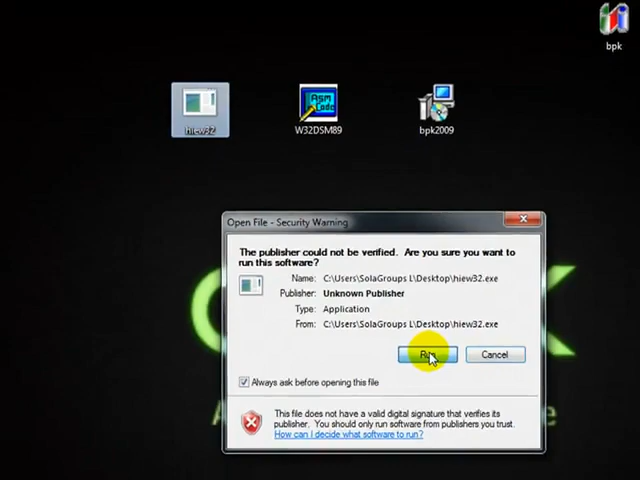 bpk
hiew32
W32DSM89
bpk2009
Asm
Code
Open File - Security Warning
The publisher could not be verified. Are you sure you want to
run this software?
Name: C:\Users\SolaGroups L\Desktop\hiew32.exe
Publisher: Unknown Publisher
Type: Application
From: C:\Users\SolaGroups L\Desktop\hiew32.exe
Run
Cancel
Always ask before opening this file
This file does not have a valid digital signature that verifies its
publisher. You should only run software from publishers you trust.
How can I decide what software to run?